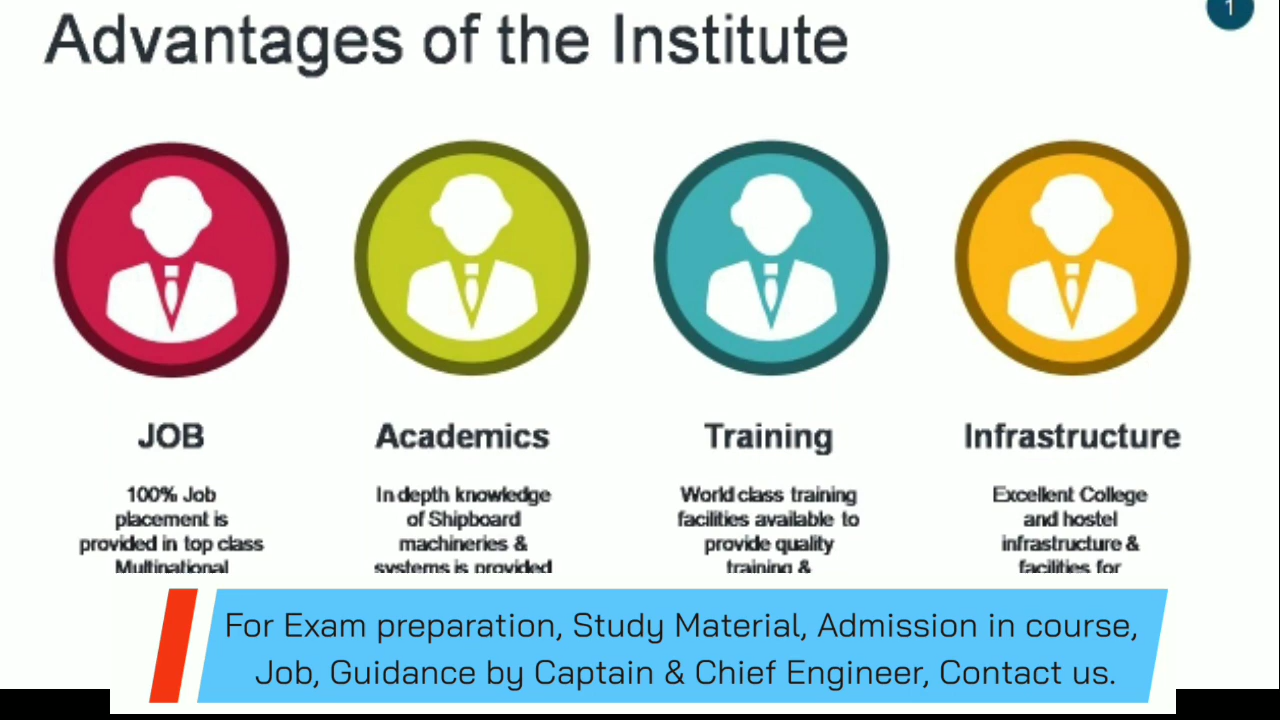 1
Advantages of the Institute
JOB
100% Job
placement is
provided in top class
Multinational
Academics
In depth knowledge
of Shipboard
machineries &
systems is provided
Training
World class training
facilities available to
provide quality
training &
Infrastructure
Excellent College
and hostel
infrastructure &
facilities for
For Exam preparation, Study Material, Admission in course,
Job, Guidance by Captain & Chief Engineer, Contact us.